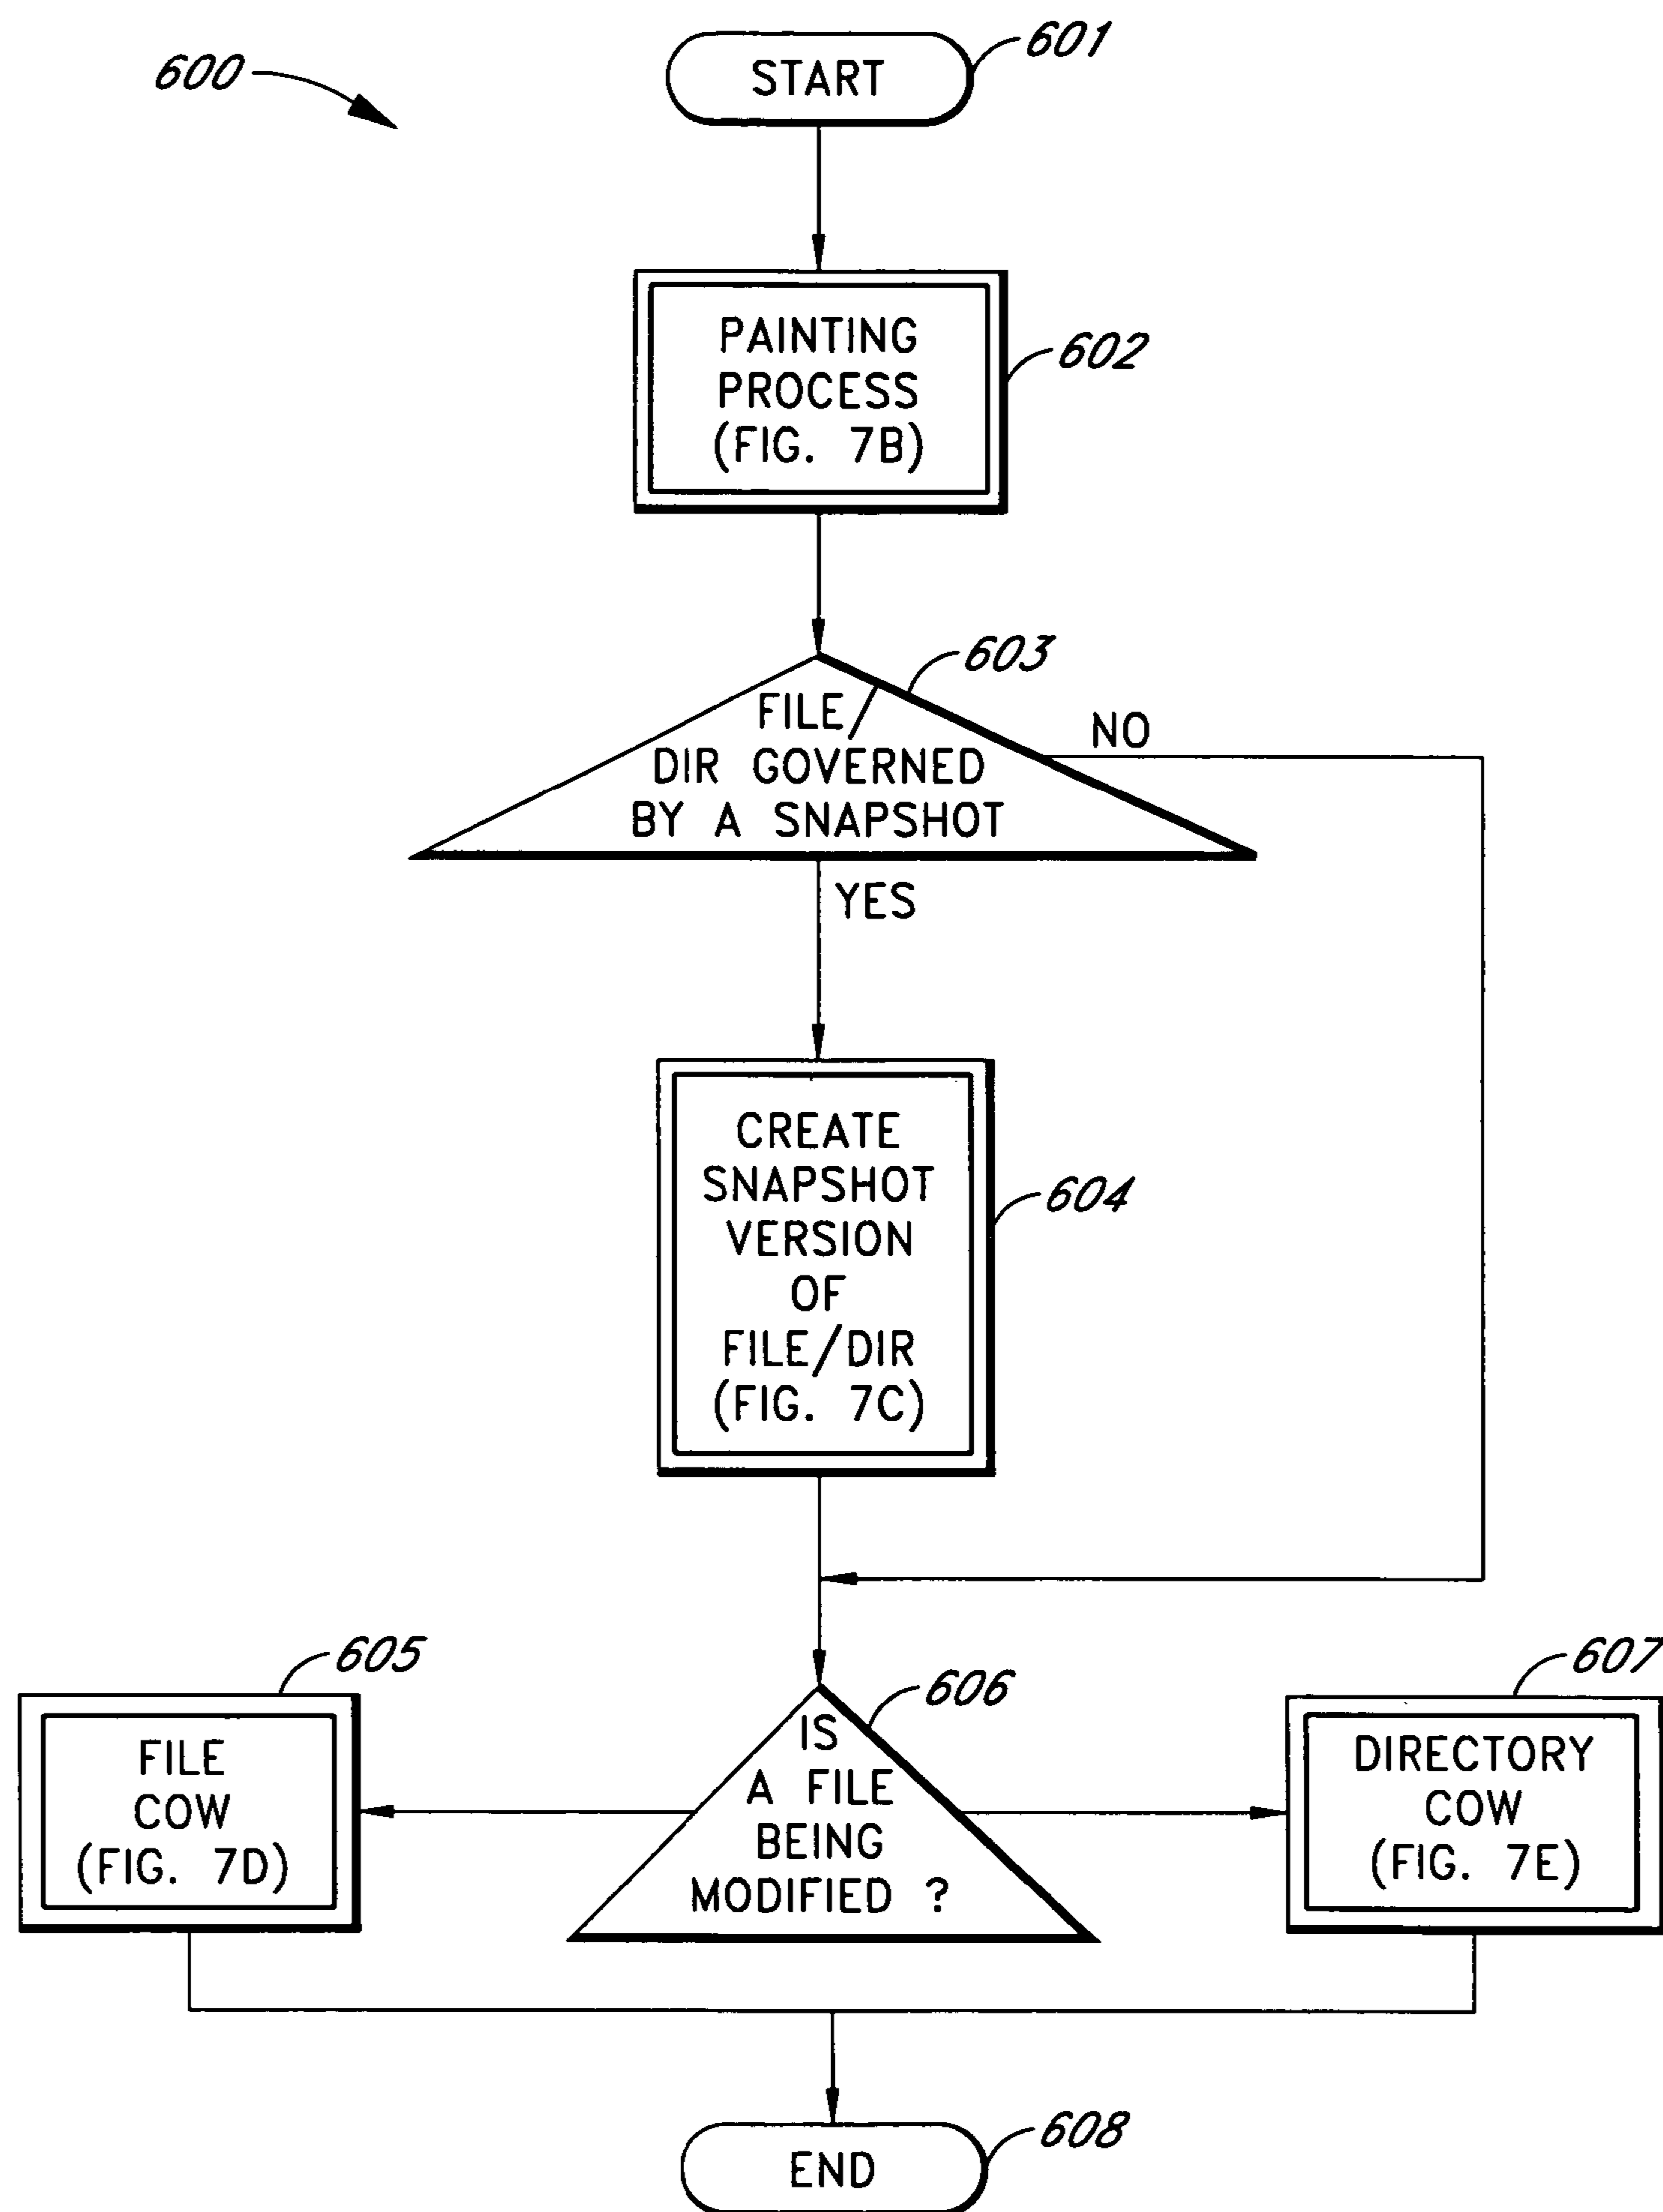 600
START
601
PAINTING
PROCESS
(FIG. 7B)
602
603
FILE/
DIR GOVERNED
BY A SNAPSHOT
NO
YES
CREATE
SNAPSHOT
VERSION
OF
FILE/DIR
(FIG. 7C)
604
605
FILE
COW
(FIG. 7D)
606
IS
A FILE
BEING
MODIFIED ?
607
DIRECTORY
COW
(FIG. 7E)
END
608